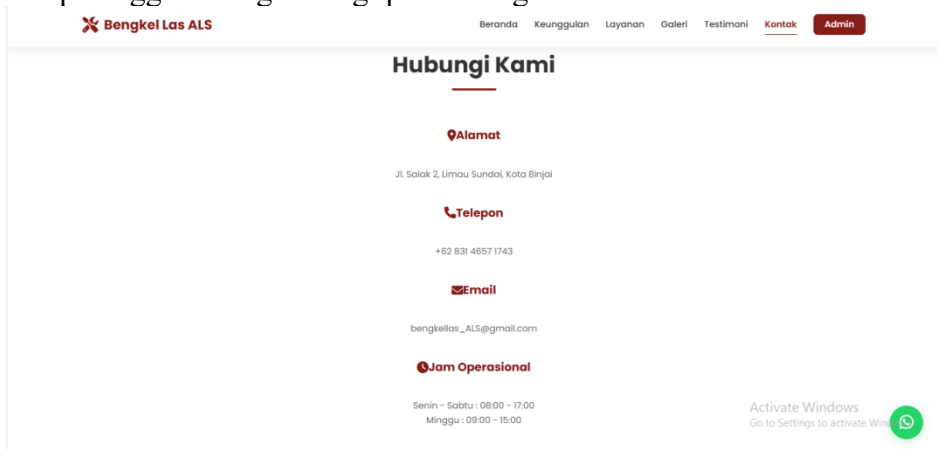 Bengkel Las ALS
Beranda Keunggulan Layanan Galeri Testimoni Kontak Admin
Hubungi Kami
Alamat
Jl. Salak 2, Limau Sundai, Kota Binjai
Telepon
+62 831 4657 1743
Email
bengkellas_ALS@gmail.com
Jam Operasional
Senin - Sabtu : 08:00 - 17:00
Minggu : 09:00 - 15:00
Activate Windows
Go to Settings to activate